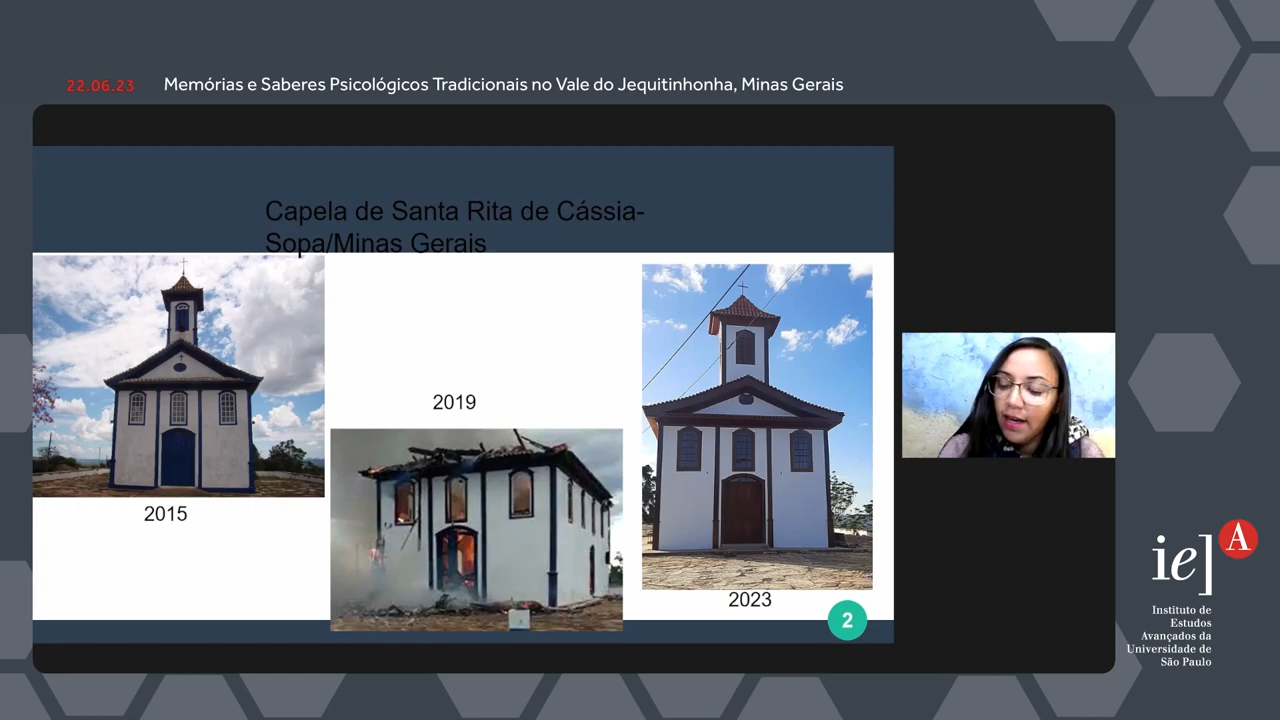 22.06.23 Memórias e Saberes Psicológicos Tradicionais no Vale do Jequitinhonha, Minas Gerais
Capela de Santa Rita de Cássia-
Sopa/Minas Gerais
2015
2019
2023
2
ie] A
Instituto de
Estudos
Avançados da
Universidade de
São Paulo